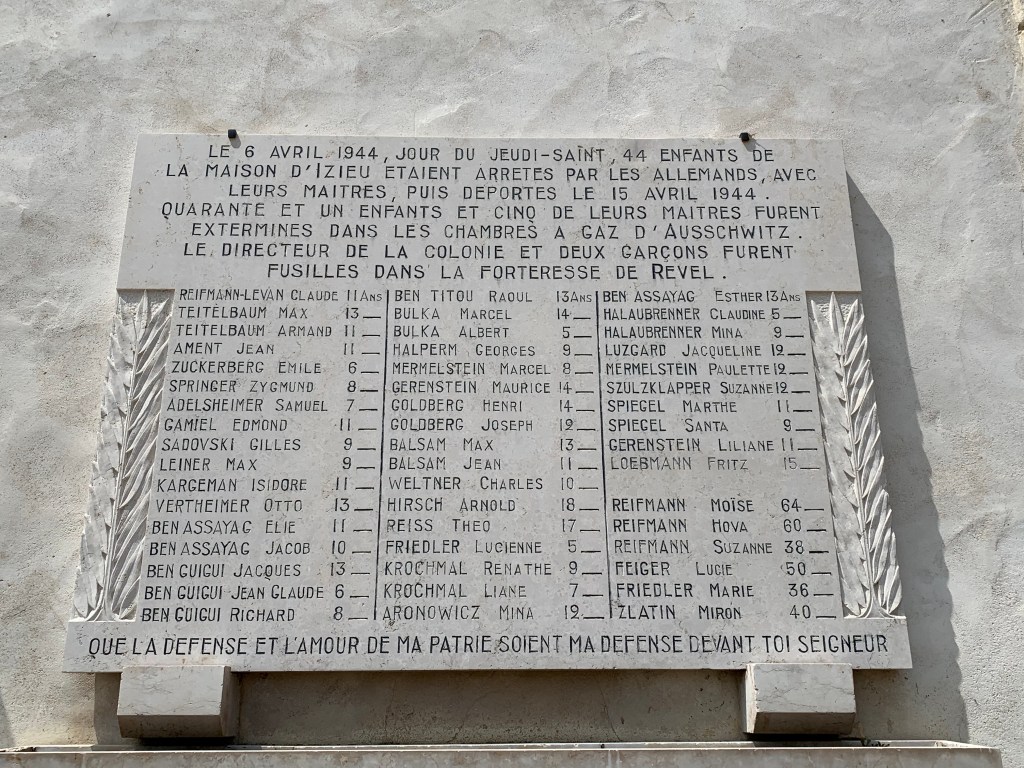 LE 6 AVRIL 1944, JOUR DU JEUDI-SAINT, 44 ENFANTS DE
LA MAISON D'IZIEU ETAIENT ARRETES PAR LES ALLEMANDS, AVEC
LEURS MAITRES, PUIS DEPORTES LE 15 AVRIL 1944.
QUARANTE ET UN ENFANTS ET CINQ DE LEURS MAITRES FURENT
EXTERMINES DANS LES CHAMBRES A GAZ D'AUSSCHWITZ.
LE DIRECTEUR DE LA COLONIE ET DEUX GARÇONS FURENT
FUSILLES DANS LA FORTERESSE DE REVEL.
REIFMANN-LEVAN CLAUDE 11 ANS
TEITELBAUM MAX 13
TEITELBAUM ARMAND 11
AMENT JEAN 11
ZUCKERBERG EMILE 6
SPRINGER ZYGMUND 8
ADELSHEIMER SAMUEL 7
GAMIEL EDMOND 11
SADOVSKI GILLES 9
LEINER MAX 9
KARGEMAN ISIDORE 11
VERTHEIMER OTTO 13
BEN ASSAYAG ELIE 11
BEN ASSAYAG JACOB 10
BEN GUIGUI JACQUES 13
BEN GUIGUI JEAN GLAUDE 6
BEN GUIGUI RICHARD 8
BEN TITOU RAOUL 13 ANS
BULKA MARCEL 14
BULKA ALBERT 5
HALPERM GEORGES 9
MERMELSTEIN MARCEL 8
GERENSTEIN MAURICE 14
GOLDBERG HENRI 14
GOLDBERG JOSEPH 12
BALSAM MAX 13
BALSAM JEAN 11
WELTNER CHARLES 10
HIRSCH ARNOLD 18
REISS THEO 17
FRIEDLER LUCIENNE 5
KROCHMAL RENATHE 9
KROCHMAL LIANE 7
ARONOWICZ MINA 12
BEN ASSAYAG ESTHER 13 ANS
HALAUBRENNER CLAUDINE 5
HALAUBRENNER MINA 9
LUZGARD JACQUELINE 12
MERMELSTEIN PAULETTE 12
SZULZKLAPPER SUZANNE 12
SPIEGEL MARTHE 11
SPIEGEL SANTA 9
GERENSTEIN LILIANE 11
LOEBMANN FRITZ 15
REIFMANN MOÏSE 64
REIFMANN HOVA 60
REIFMANN SUZANNE 38
FEIGER LUCIE 50
FRIEDLER MARIE 36
ZLATIN MIRON 40
QUE LA DEFENSE ET L'AMOUR DE MA PATRIE SOIENT MA DEFENSE DEVANT TOI SEIGNEUR